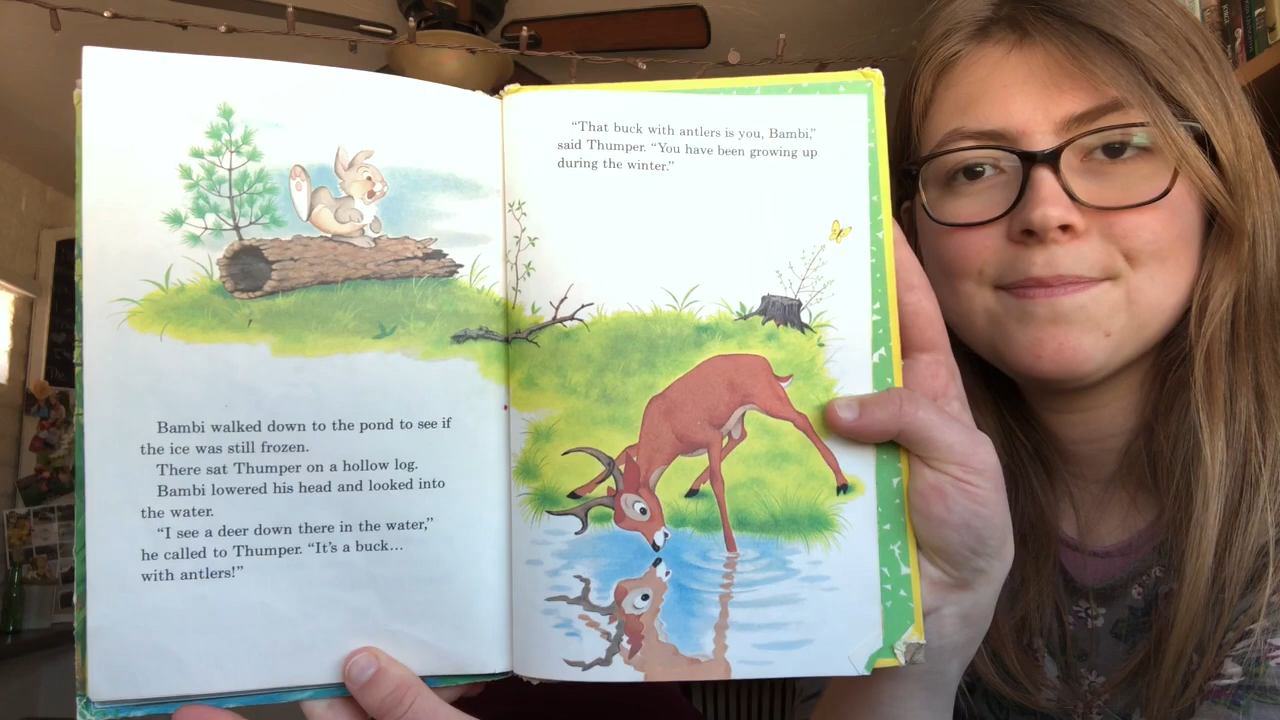 Bambi walked down to the pond to see if
the ice was still frozen.
There sat Thumper on a hollow log.
Bambi lowered his head and looked into
the water.
“I see a deer down there in the water,”
he called to Thumper. “It’s a buck...
with antlers!”
“That buck with antlers is you, Bambi,”
said Thumper. “You have been growing up
during the winter.”